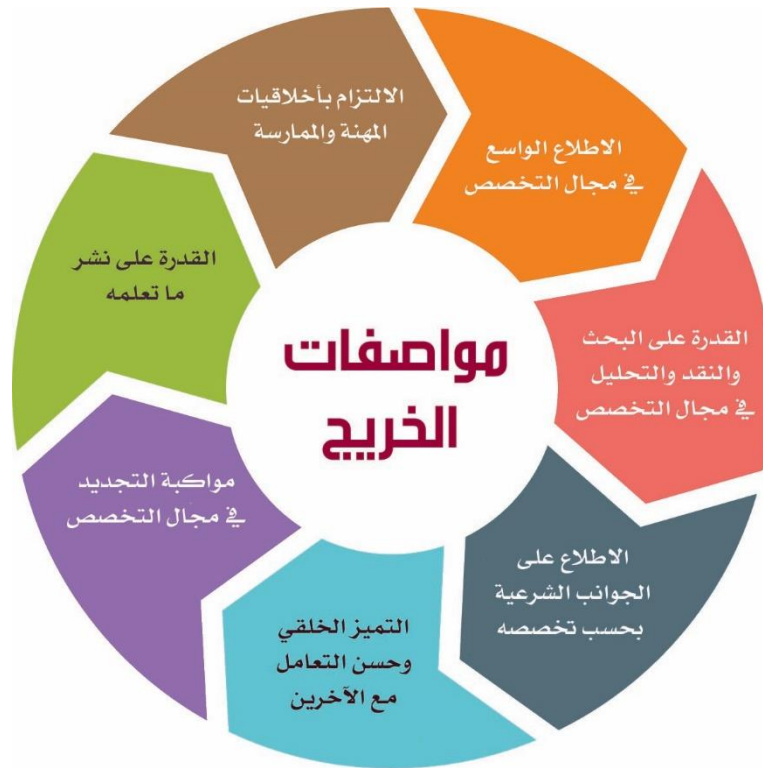 مواصفات
الخريج
الاطلاع الواسع
في مجال التخصص
القدرة على البحث
والنقد والتحليل
في مجال التخصص
الاطلاع على
الجوانب الشرعية
بحسب تخصصه
التميز الخلقي
وحسن التعامل
مع الآخرين
مواكبة التجديد
في مجال التخصص
القدرة على نشر
ما تعلمه
الالتزام بأخلاقيات
المهنة والممارسة